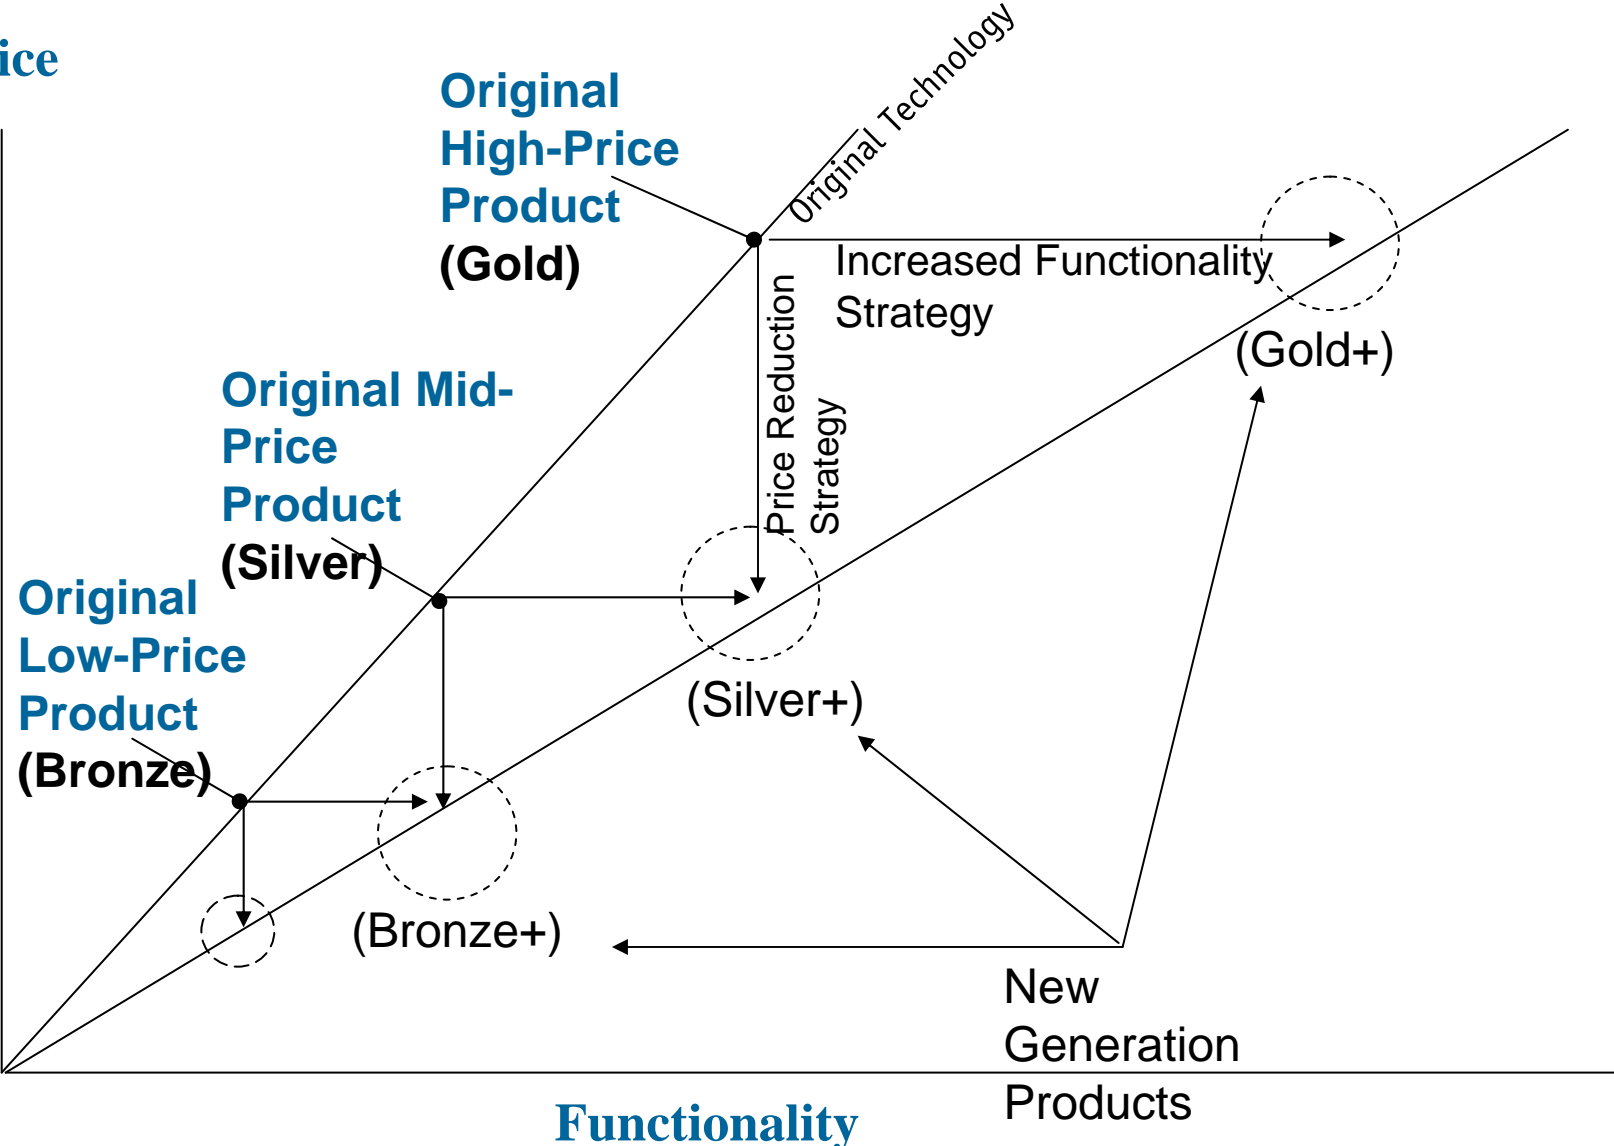 ice
Original Technology
Original
High-Price
Product
(Gold)
Increased Functionality
Strategy
Price Reduction
Strategy
(Gold+)
Original Mid-
Price
Product
(Silver)
Original
Low-Price
Product
(Bronze)
(Silver+)
(Bronze+)
New
Generation
Products
Functionality